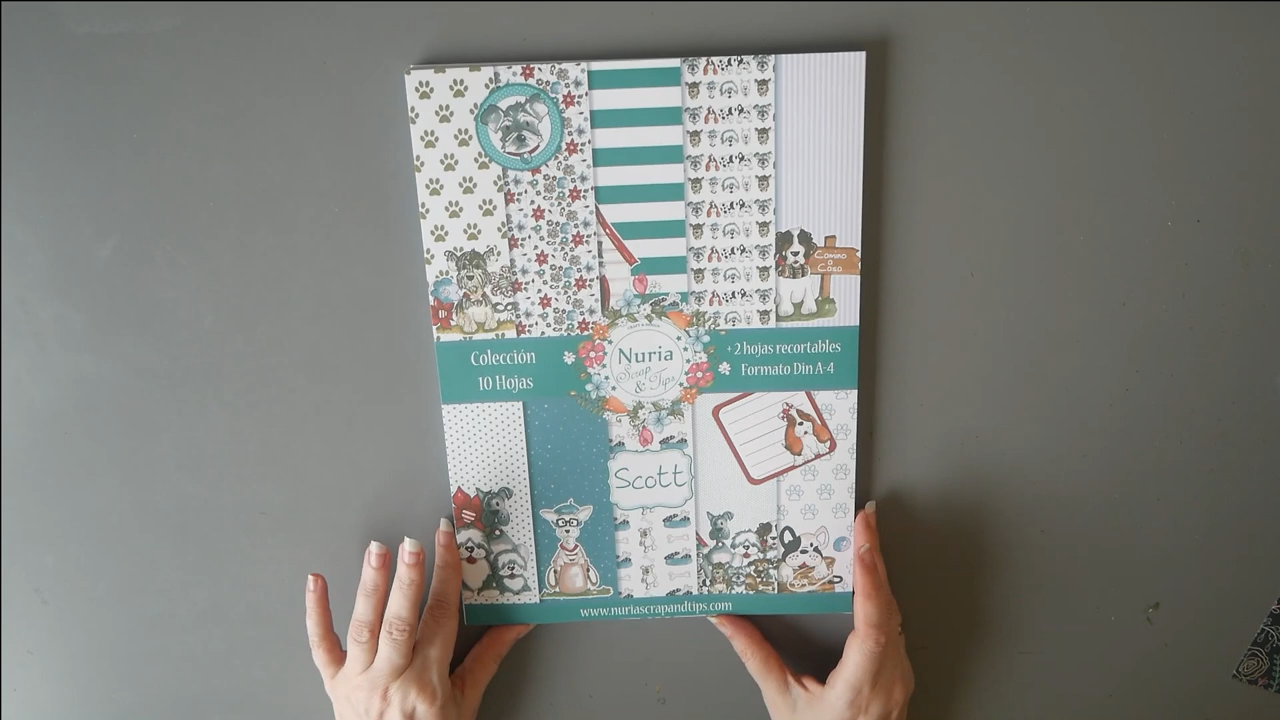 Camino
a
Casa
Colección
10 Hojas
Nuria
Scrap
& Tips
+2 hojas recortables
Formato Din A-4
Scott
www.nuriascrapandtips.com